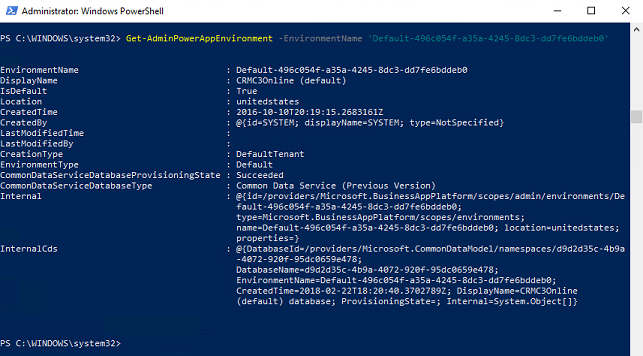 Administrator: Windows PowerShell
PS C:\WINDOWS\system32> Get-AdminPowerAppEnvironment -EnvironmentName 'Default-496c054f-a35a-4245-8dc3-dd7fe6bddeb0'
EnvironmentName : Default-496c054f-a35a-4245-8dc3-dd7fe6bddeb0
DisplayName : CRMC3Online (default)
IsDefault : True
Location : unitedstates
CreatedTime : 2016-10-10T20:19:15.2683161Z
CreatedBy : @{id=SYSTEM; displayName=SYSTEM; type=NotSpecified}
LastModifiedTime :
LastModifiedBy :
CreationType : DefaultTenant
EnvironmentType : Default
CommonDataServiceDatabaseProvisioningState : Succeeded
CommonDataServiceDatabaseType : Common Data Service (Previous Version)
Internal : @{id=/providers/Microsoft.BusinessAppPlatform/scopes/admin/environments/De
fault-496c054f-a35a-4245-8dc3-dd7fe6bddeb0;
type=Microsoft.BusinessAppPlatform/scopes/environments;
name=Default-496c054f-a35a-4245-8dc3-dd7fe6bddeb0; location=unitedstates;
properties=}
InternalCds : @{DatabaseId=/providers/Microsoft.CommonDataModel/namespaces/d9d2d35c-4b9a
-4072-920f-95dc0659e478;
DatabaseName=d9d2d35c-4b9a-4072-920f-95dc0659e478;
EnvironmentName=Default-496c054f-a35a-4245-8dc3-dd7fe6bddeb0;
CreatedTime=2018-02-22T18:20:40.3702789Z; DisplayName=CRMC3Online
(default) database; ProvisioningState=; Internal=System.Object[]}
PS C:\WINDOWS\system32>